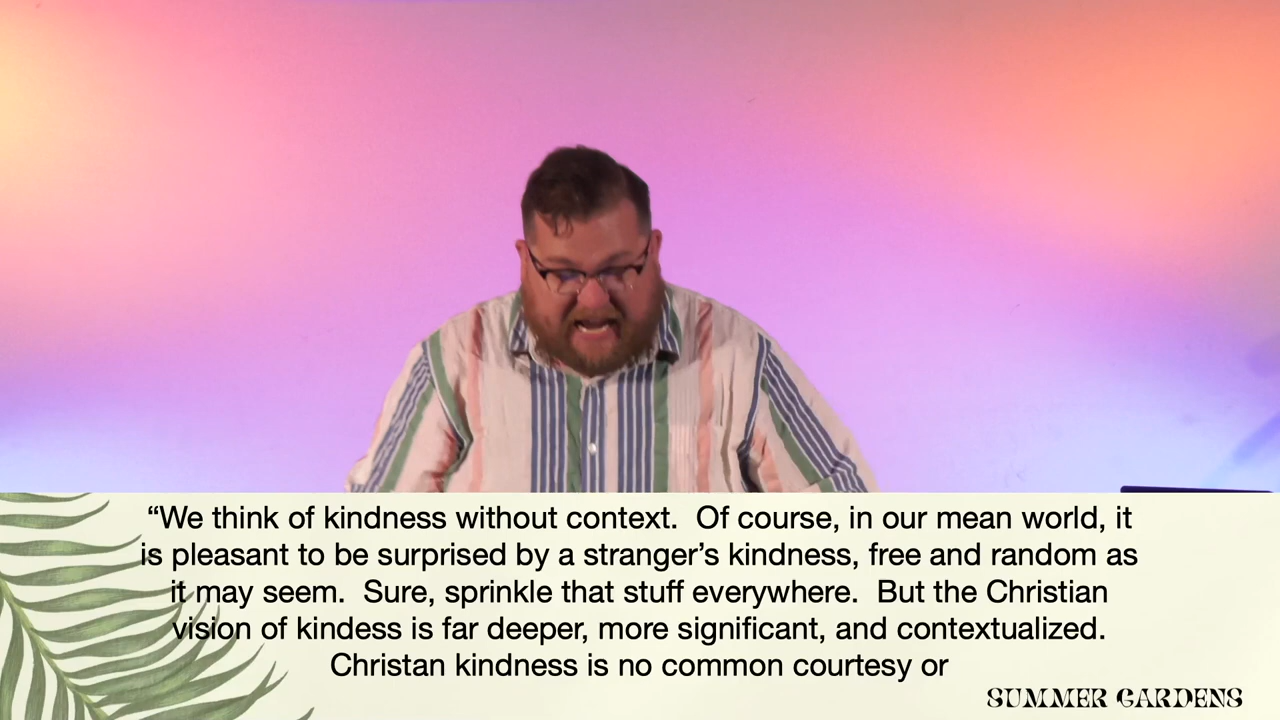 “We think of kindness without context.  Of course, in our mean world, it
is pleasant to be surprised by a stranger’s kindness, free and random as
it may seem.  Sure, sprinkle that stuff everywhere.  But the Christian
vision of kindess is far deeper, more significant, and contextualized.
Christan kindness is no common courtesy or
SUMMER GARDENS